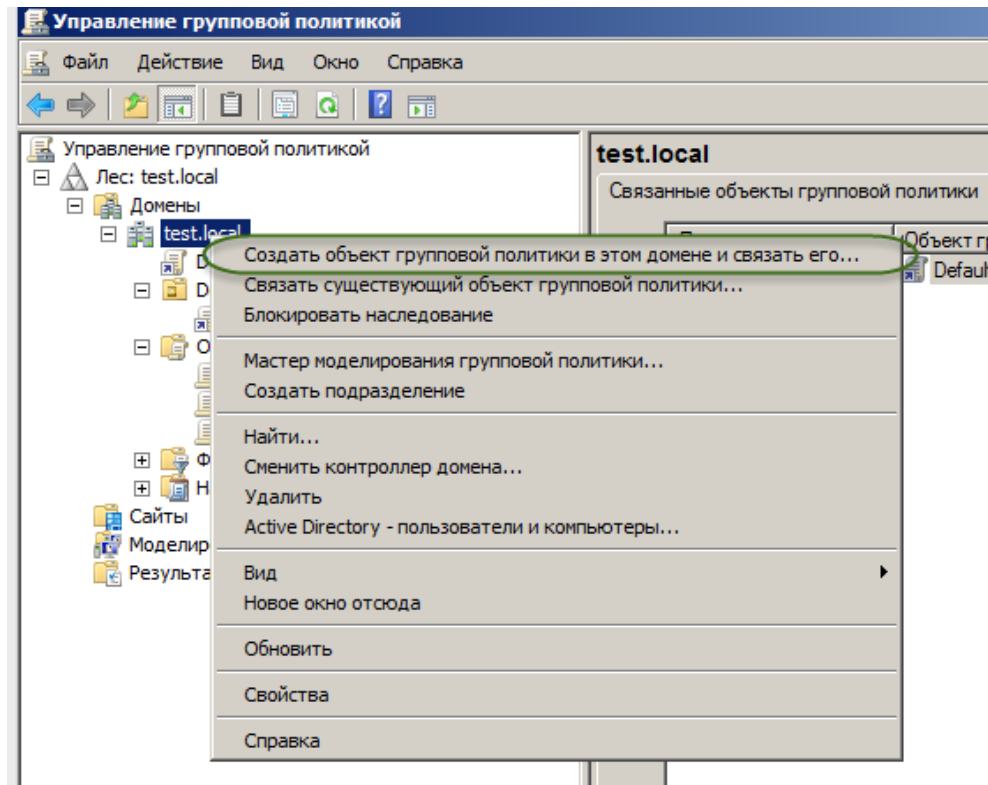 Управление групповой политикой
Файл Действие Вид Окно Справка
Управление групповой политикой
Лес: test.local
Домены
test.local
D
D
О
Ф
Н
Сайты
Моделир
Результа
test.local
Связанные объекты групповой политики
Объект гр
Default
Создать объект групповой политики в этом домене и связать его...
Связать существующий объект групповой политики...
Блокировать наследование
Мастер моделирования групповой политики...
Создать подразделение
Найти...
Сменить контроллер домена...
Удалить
Active Directory - пользователи и компьютеры...
Вид
Новое окно отсюда
Обновить
Свойства
Справка